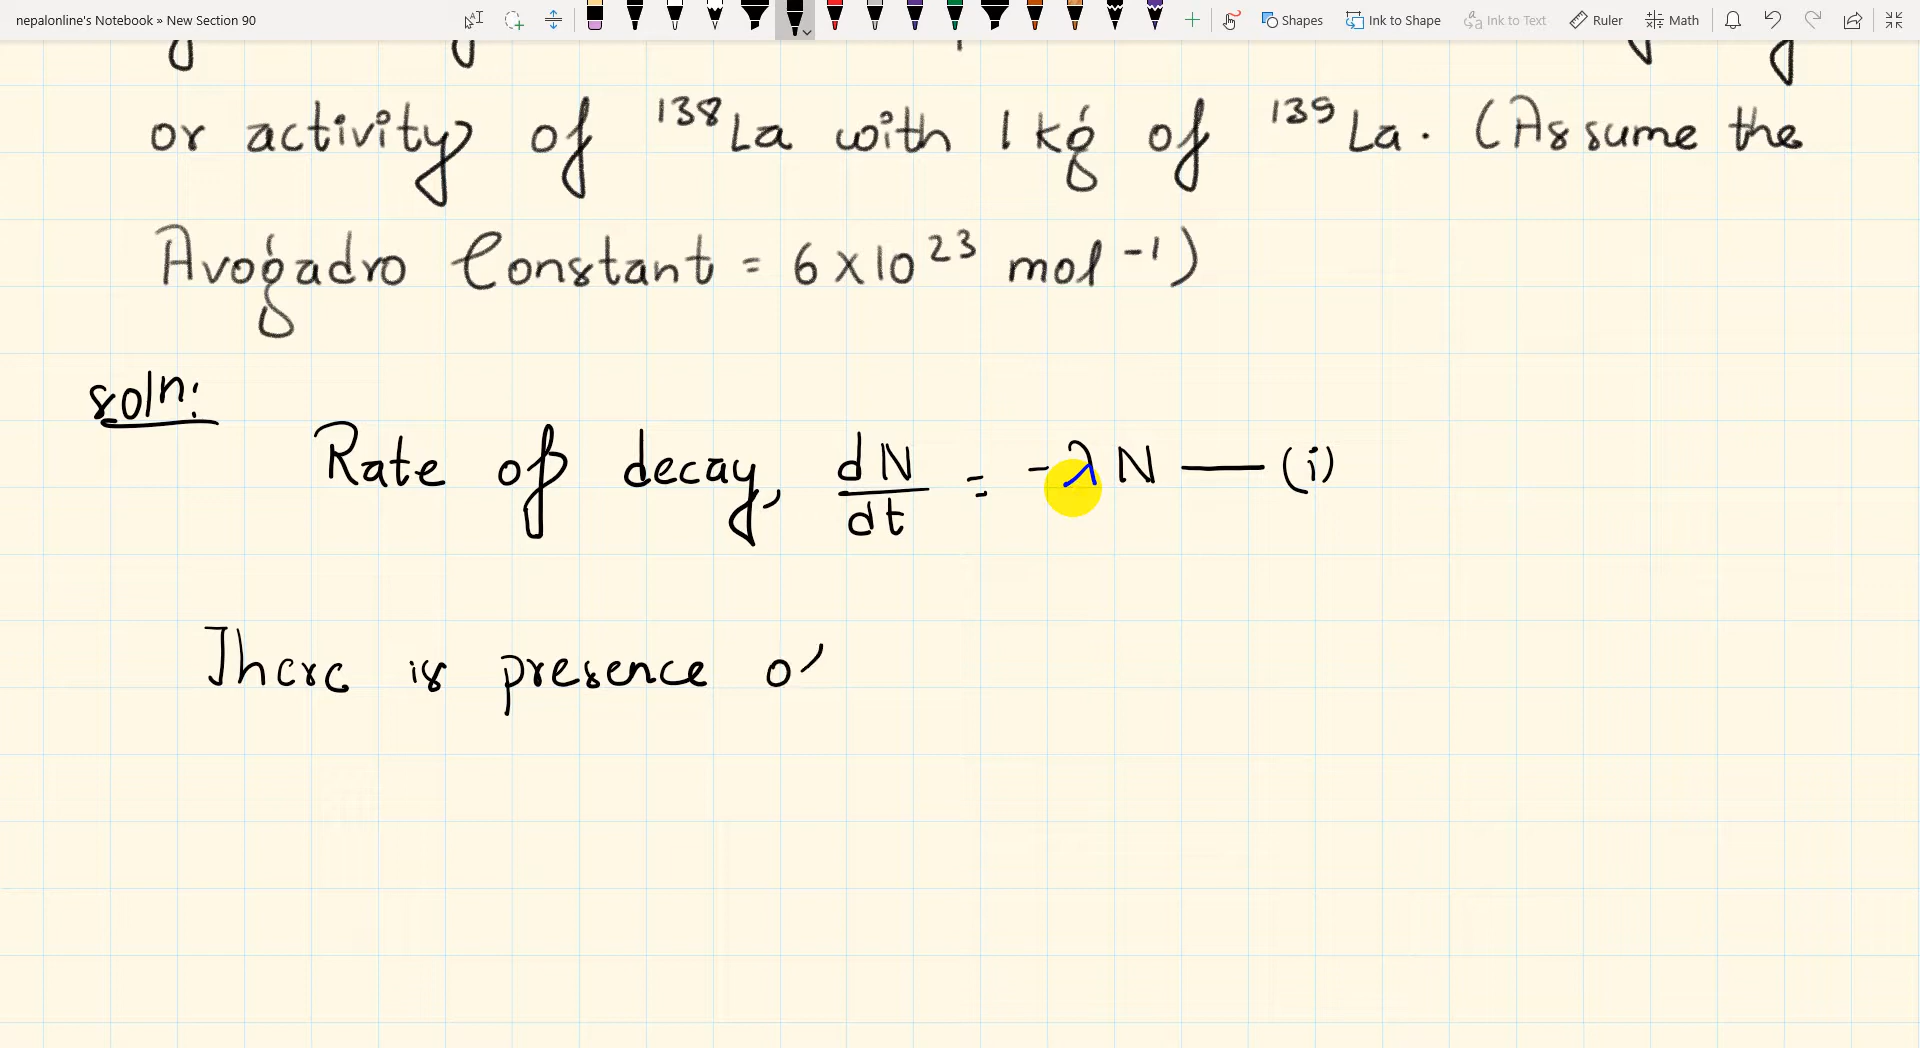 nepalonline's Notebook » New Section 90
Shapes Ink to Shape Ink to Text Ruler Math
or activity of ¹³⁸La with 1 kg of ¹³⁹La. (Assume the
Avogadro Constant = 6 x 10²³ mol⁻¹)
soln:
Rate of decay, dN/dt = -λN — (i)
There is presence o